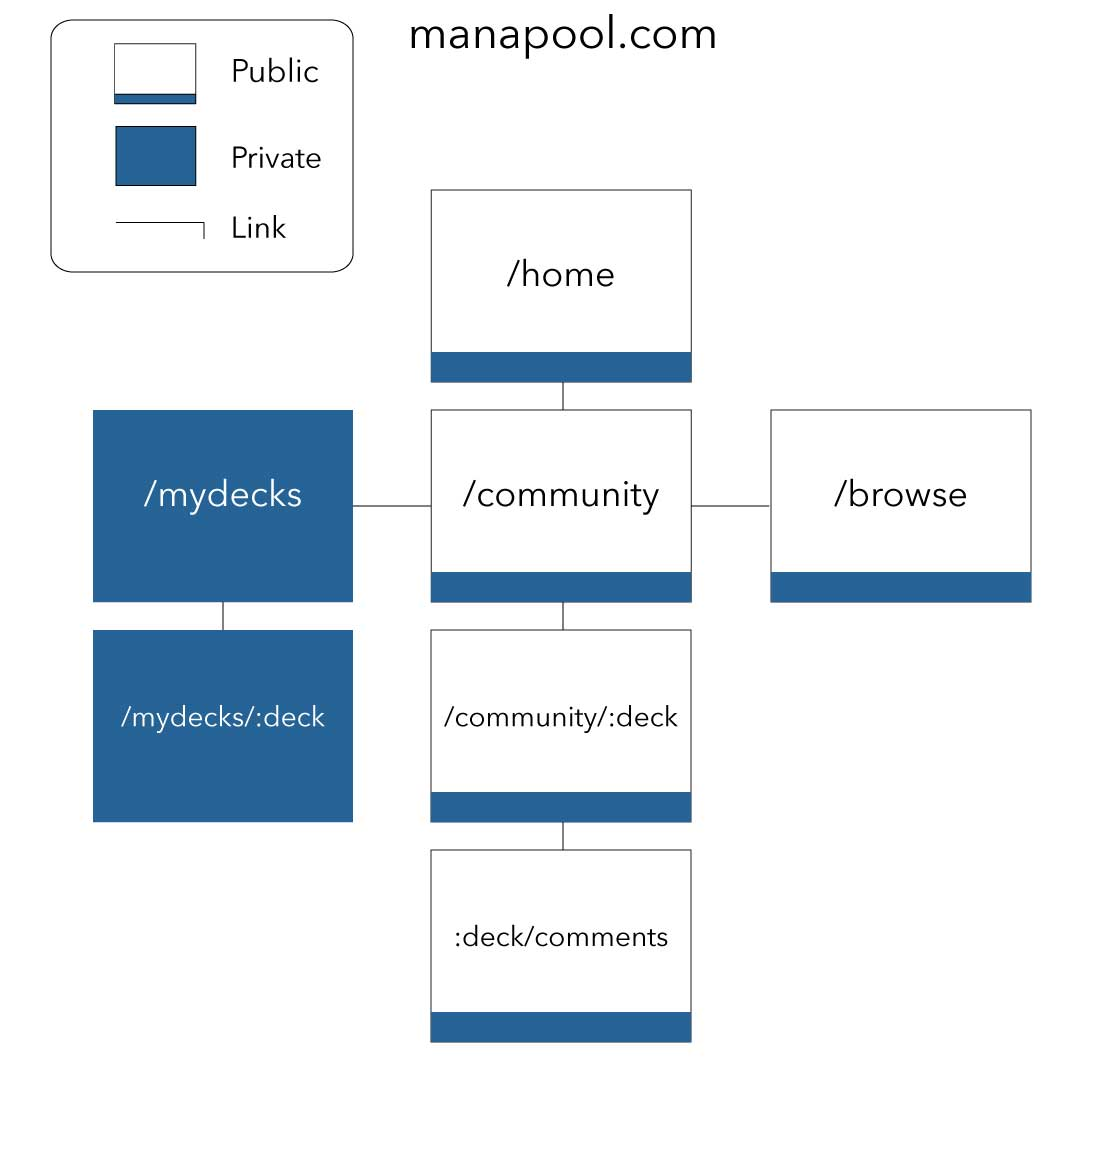 manapool.com
Public
Private
Link
/home
/mydecks
/community
/browse
/mydecks/:deck
/community/:deck
:deck/comments